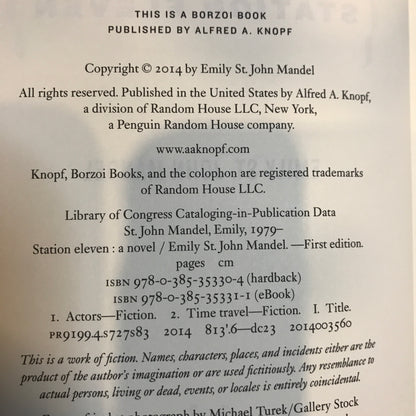 THIS IS A BORZOI BOOK
PUBLISHED BY ALFRED A. KNOPF
Copyright © 2014 by Emily St. John Mandel
All rights reserved. Published in the United States by Alfred A. Knopf,
a division of Random House LLC, New York,
a Penguin Random House company.
www.aaknopf.com
Knopf, Borzoi Books, and the colophon are registered trademarks
of Random House LLC.
Library of Congress Cataloging-in-Publication Data
St. John Mandel, Emily, 1979–
Station eleven : a novel / Emily St. John Mandel. —First edition.
pages cm
ISBN 978-0-385-35330-4 (hardback)
ISBN 978-0-385-35331-1 (eBook)
1. Actors—Fiction. 2. Time travel—Fiction. I. Title.
PR9199.4.S727S83 2014 813'.6—dc23 2014003560
This is a work of fiction. Names, characters, places, and incidents either are the
product of the author's imagination or are used fictitiously. Any resemblance to
actual persons, living or dead, events, or locales is entirely coincidental.
photograph by Michael Turek/Gallery Stock